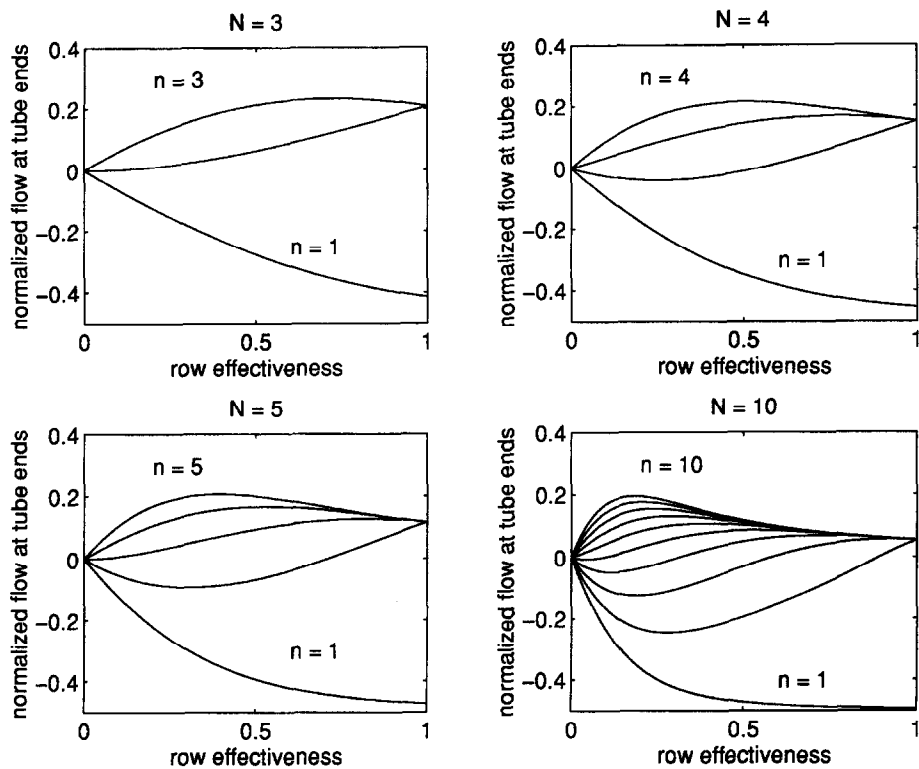 N = 3
normalized flow at tube ends
0.4
0.2
0
−0.2
−0.4
n = 3
n = 1
0
0.5
1
row effectiveness
N = 4
normalized flow at tube ends
0.4
0.2
0
−0.2
−0.4
n = 4
n = 1
0
0.5
1
row effectiveness
N = 5
normalized flow at tube ends
0.4
0.2
0
−0.2
−0.4
n = 5
n = 1
0
0.5
1
row effectiveness
N = 10
normalized flow at tube ends
0.4
0.2
0
−0.2
−0.4
n = 10
n = 1
0
0.5
1
row effectiveness